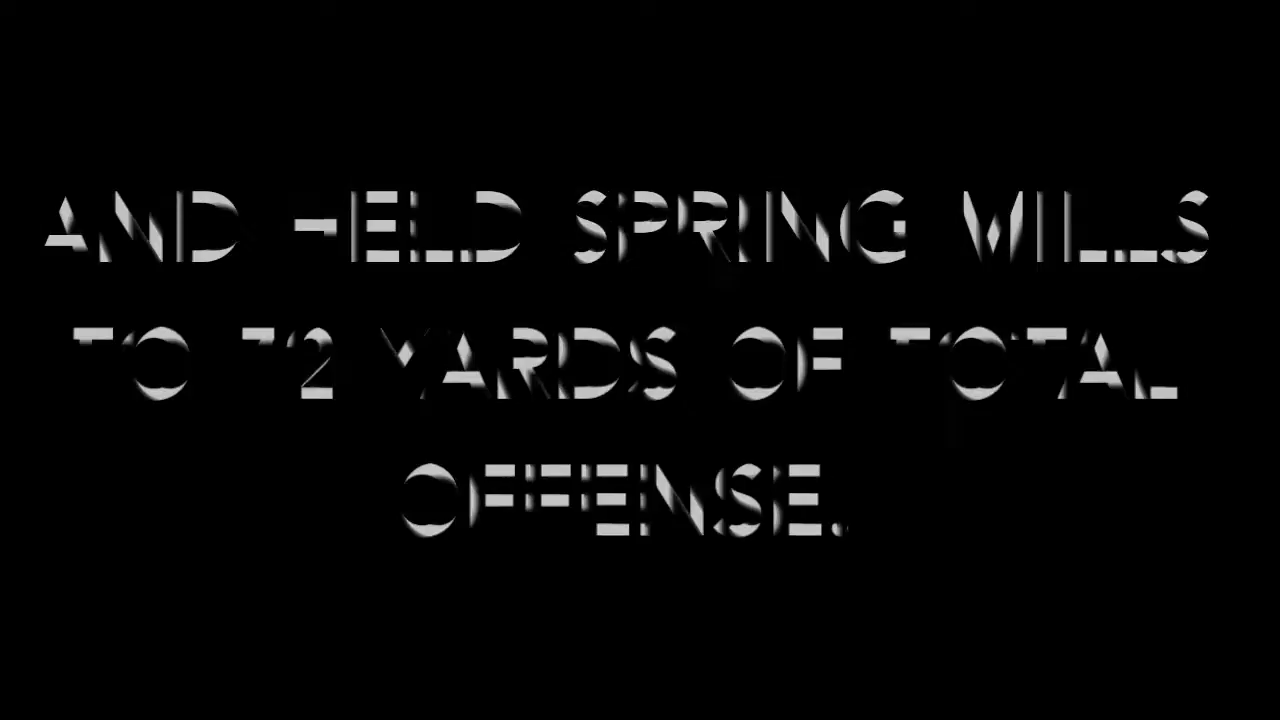 AND HELD SPRING MILLS
TO 72 YARDS OF TOTAL
OFFENSE.